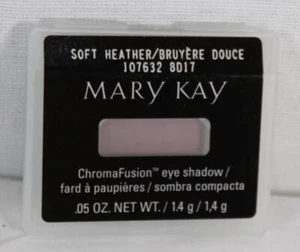 SOFT HEATHER/BRUYÈRE DOUCE
107632 8D17
MARY KAY
ChromaFusion™ eye shadow /
fard à paupières / sombra compacta
.05 OZ. NET WT. / 1.4 g / 1,4 g